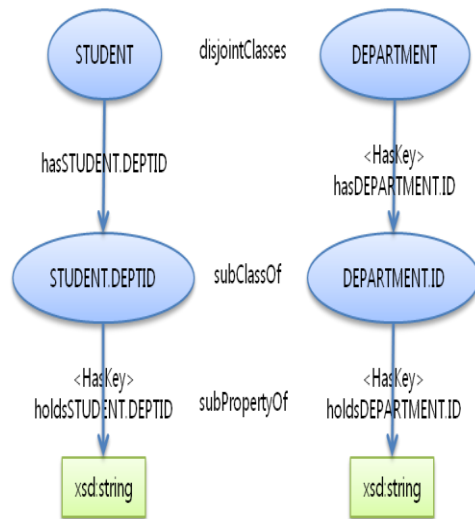 STUDENT disjointClasses DEPARTMENT
hasSTUDENT.DEPTID
<HasKey>
hasDEPARTMENT.ID
STUDENT.DEPTID subClassOf DEPARTMENT.ID
<HasKey> <HasKey>
holdsSTUDENT.DEPTID subPropertyOf holdsDEPARTMENT.ID
xsd:string xsd:string